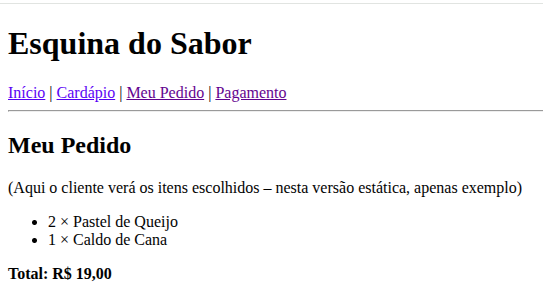 Esquina do Sabor
Início | Cardápio | Meu Pedido | Pagamento
Meu Pedido
(Aqui o cliente verá os itens escolhidos – nesta versão estática, apenas exemplo)
• 2 × Pastel de Queijo
• 1 × Caldo de Cana
Total: R$ 19,00